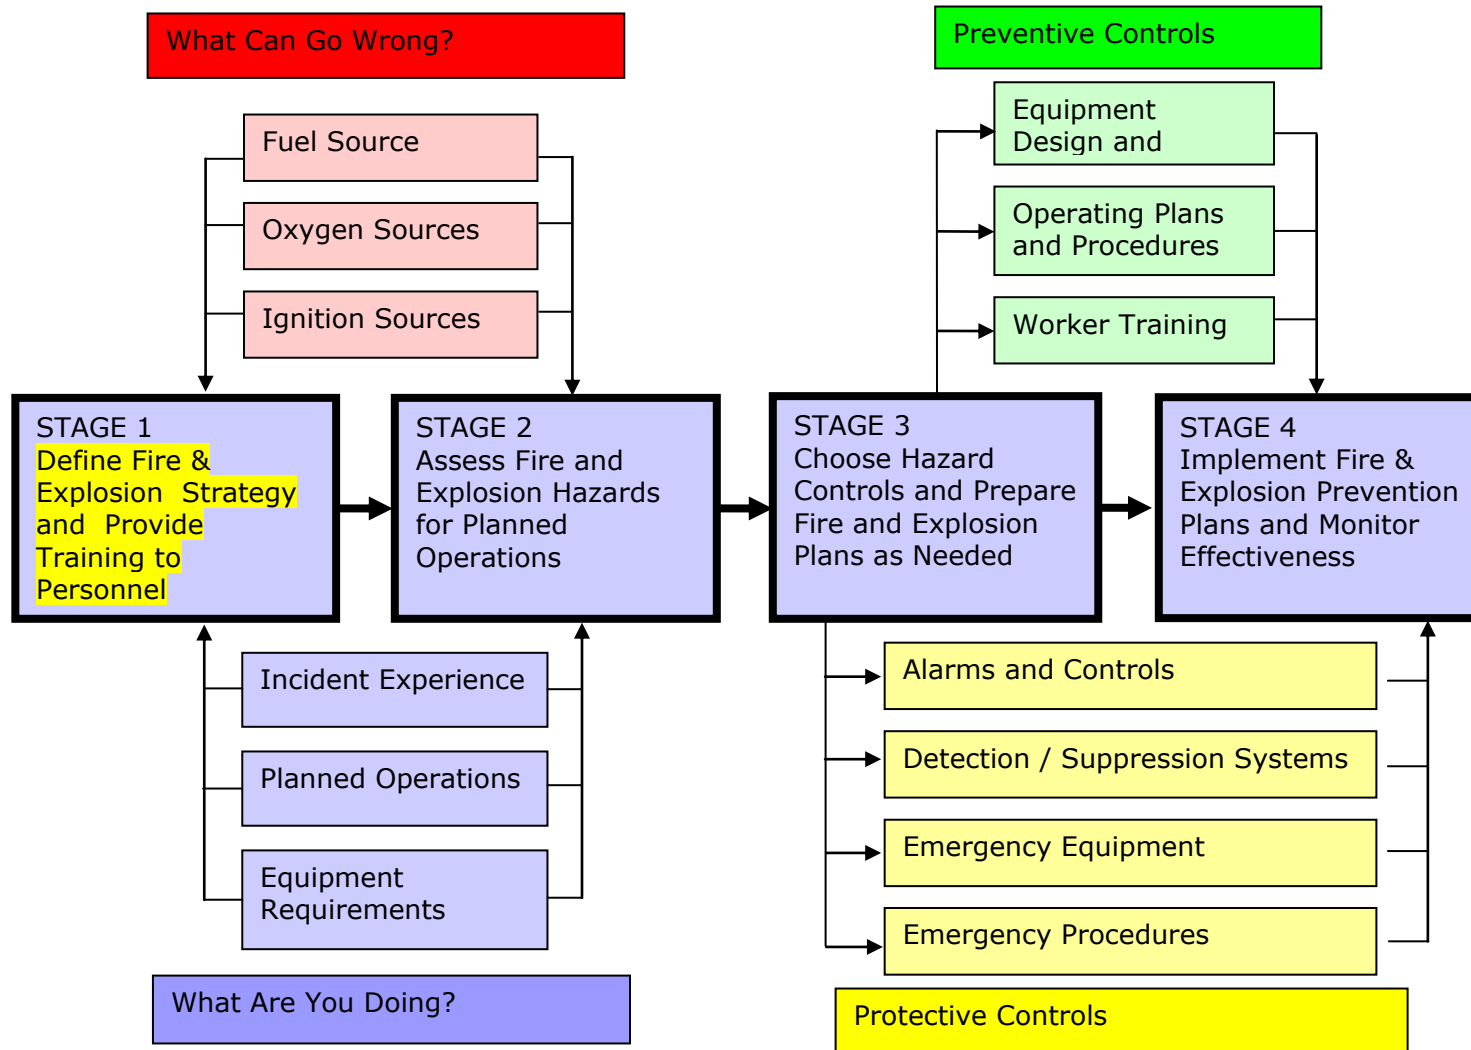 What Can Go Wrong?
Preventive Controls
Fuel Source
Oxygen Sources
Ignition Sources
Equipment
Design and
Operating Plans
and Procedures
Worker Training
STAGE 1
Define Fire &
Explosion Strategy
and Provide
Training to
Personnel
STAGE 2
Assess Fire and
Explosion Hazards
for Planned
Operations
STAGE 3
Choose Hazard
Controls and Prepare
Fire and Explosion
Plans as Needed
STAGE 4
Implement Fire &
Explosion Prevention
Plans and Monitor
Effectiveness
Incident Experience
Planned Operations
Equipment
Requirements
Alarms and Controls
Detection / Suppression Systems
Emergency Equipment
Emergency Procedures
What Are You Doing?
Protective Controls